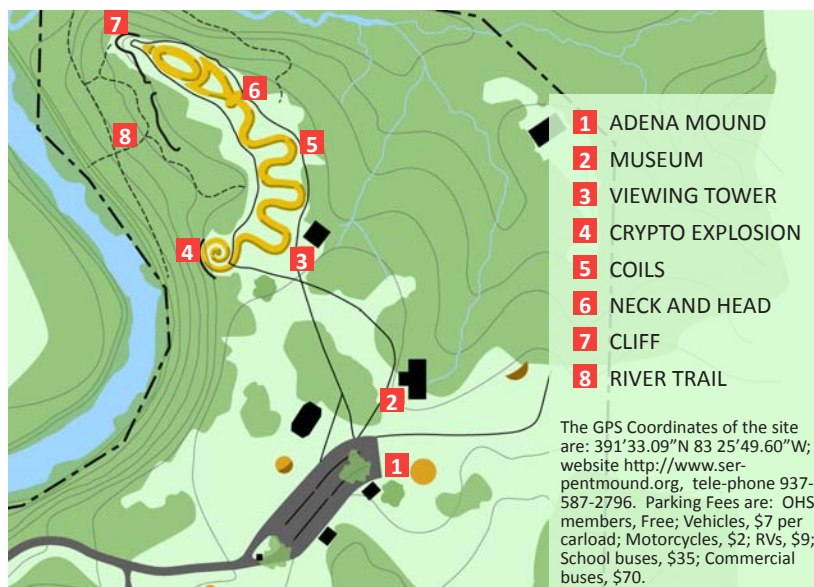 7
6
8
5
4
3
2
1
1 ADENA MOUND
2 MUSEUM
3 VIEWING TOWER
4 CRYPTO EXPLOSION
5 COILS
6 NECK AND HEAD
7 CLIFF
8 RIVER TRAIL
The GPS Coordinates of the site
are: 391’33.09”N 83 25’49.60”W;
website http://www.ser-
pentmound.org, tele-phone 937-
587-2796. Parking Fees are: OHS
members, Free; Vehicles, $7 per
carload; Motorcycles, $2; RVs, $9;
School buses, $35; Commercial
buses, $70.